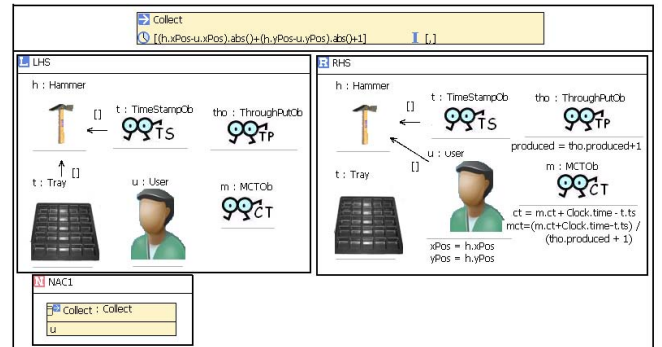 Collect
[(h.xPos-u.xPos).abs()+(h.yPos-u.yPos).abs()+1] I [,]
L LHS
h : Hammer
[]
t : TimeStampOb
TS
tho : ThroughPutOb
TP
[]
t : Tray
u : User
m : MCTOb
CT
R RHS
h : Hammer
[]
t : TimeStampOb
TS
tho : ThroughPutOb
TP
produced = tho.produced+1
u : User
[]
t : Tray
m : MCTOb
CT
ct = m.ct + Clock.time - t.ts
mct=(m.ct+Clock.time-t.ts) /
(tho.produced + 1)
xPos = h.xPos
yPos = h.yPos
N NAC1
Collect : Collect
u